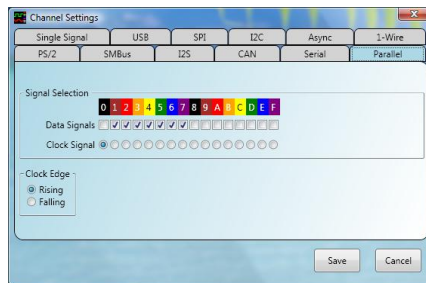 Channel Settings
Single Signal USB SPI I2C Async 1-Wire
PS/2 SMBus I2S CAN Serial Parallel
Signal Selection
0 1 2 3 4 5 6 7 8 9 A B C D E F
Data Signals
Clock Signal
Clock Edge
Rising
Falling
Save Cancel